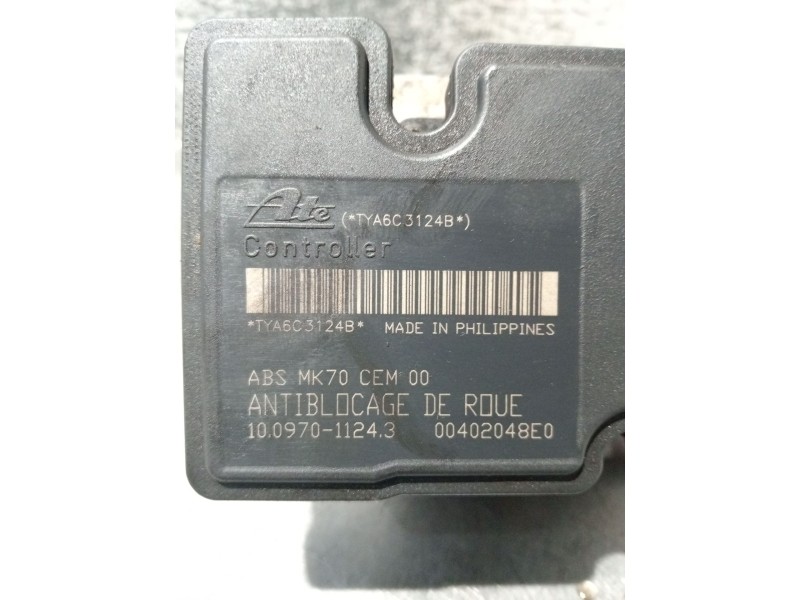 Ate (*TYA6C3124B*)
Controller
*TYA6C3124B* MADE IN PHILIPPINES
ABS MK70 CEM 00
ANTIBLOCAGE DE ROUE
10.0970-1124.3 00402048E0